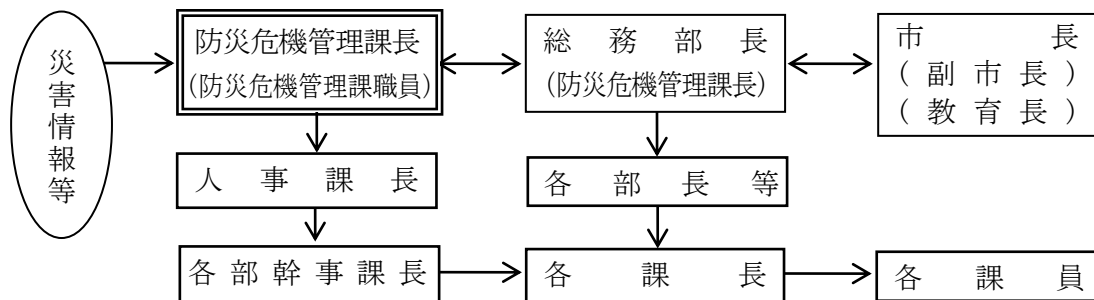 災害情報等
防災危機管理課長
(防災危機管理課職員)
総務部長
(防災危機管理課長)
市長
(副市長)
(教育長)
人事課長
各部長等
各部幹事課長
各課長
各課員